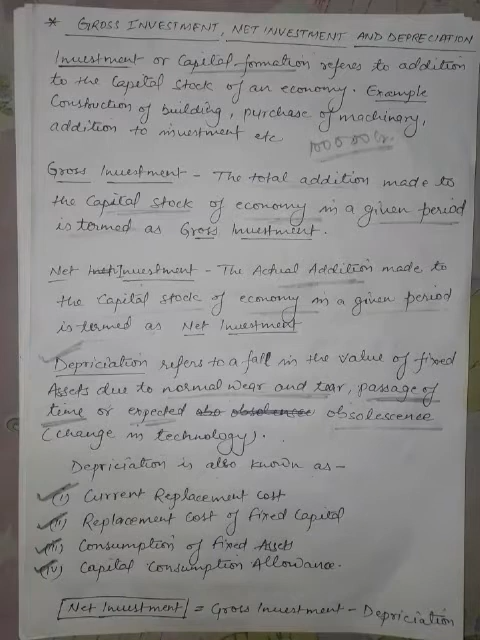 * GROSS INVESTMENT, NET INVESTMENT AND DEPRECIATION
Investment or Capital formation referes to addition
to the Capital Stock of an economy. Example
Construction of building, purchase of machinary,
addition to investment etc
100000 Cr.
Gross Investment - The total addition made to
the Capital Stock of economy in a given period
is termed as Gross Investment.
Net Investment - The Actual Addition made to
the Capital stock of economy in a given period
is termed as Net Investment
Depriciation refers to a fall in the value of fixed
Assets due to normal wear and tear, passage of
time or expected obsolescence
(change in technology).
Depriciation is also known as -
(i) Current Replacement Cost
(ii) Replacement Cost of Fixed Capital
(iii) Consumption of Fixed Assets
(iv) Capital Consumption Allowance.
Net Investment = Gross Investment - Depriciation